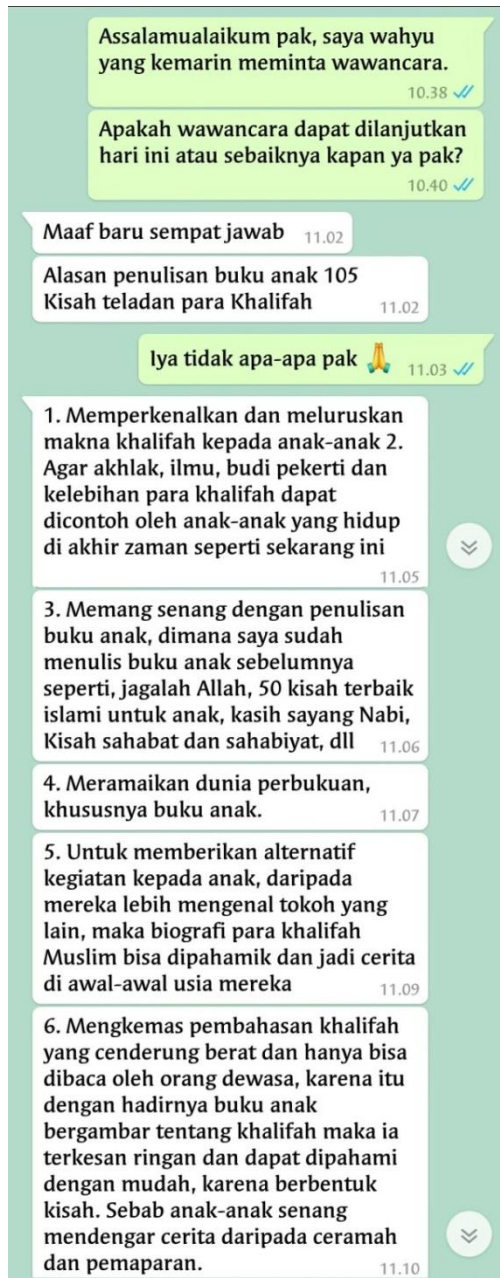 Assalamualaikum pak, saya wahyu
yang kemarin meminta wawancara.
10.38
Apakah wawancara dapat dilanjutkan
hari ini atau sebaiknya kapan ya pak?
10.40
Maaf baru sempat jawab 11.02
Alasan penulisan buku anak 105
Kisah teladan para Khalifah 11.02
Iya tidak apa-apa pak 🙏 11.03
1. Memperkenalkan dan meluruskan
makna khalifah kepada anak-anak 2.
Agar akhlak, ilmu, budi pekerti dan
kelebihan para khalifah dapat
dicontoh oleh anak-anak yang hidup
di akhir zaman seperti sekarang ini
11.05
3. Memang senang dengan penulisan
buku anak, dimana saya sudah
menulis buku anak sebelumnya
seperti, jagalah Allah, 50 kisah terbaik
islami untuk anak, kasih sayang Nabi,
Kisah sahabat dan sahabiyat, dll 11.06
4. Meramaikan dunia perbukuan,
khususnya buku anak. 11.07
5. Untuk memberikan alternatif
kegiatan kepada anak, daripada
mereka lebih mengenal tokoh yang
lain, maka biografi para khalifah
Muslim bisa dipahamik dan jadi cerita
di awal-awal usia mereka 11.09
6. Mengkemas pembahasan khalifah
yang cenderung berat dan hanya bisa
dibaca oleh orang dewasa, karena itu
dengan hadirnya buku anak
bergambar tentang khalifah maka ia
terkesan ringan dan dapat dipahami
dengan mudah, karena berbentuk
kisah. Sebab anak-anak senang
mendengar cerita daripada ceramah
dan pemaparan. 11.10